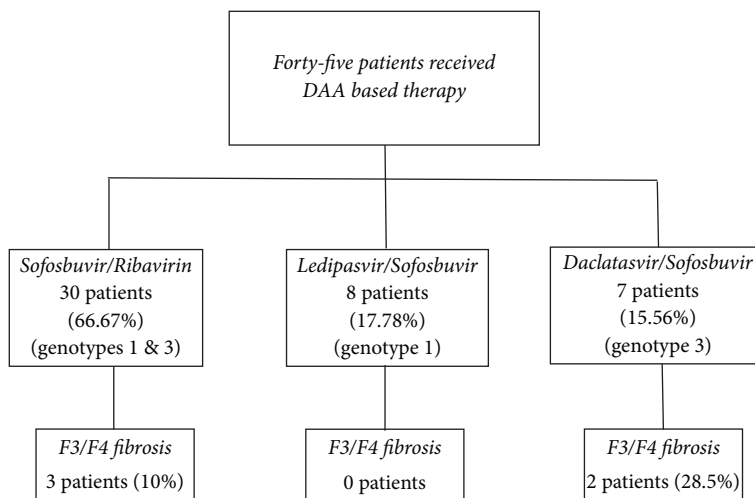 Forty-five patients received
DAA based therapy
Sofosbuvir/Ribavirin
30 patients
(66.67%)
(genotypes 1 & 3)
Ledipasvir/Sofosbuvir
8 patients
(17.78%)
(genotype 1)
Daclatasvir/Sofosbuvir
7 patients
(15.56%)
(genotype 3)
F3/F4 fibrosis
3 patients (10%)
F3/F4 fibrosis
0 patients
F3/F4 fibrosis
2 patients (28.5%)